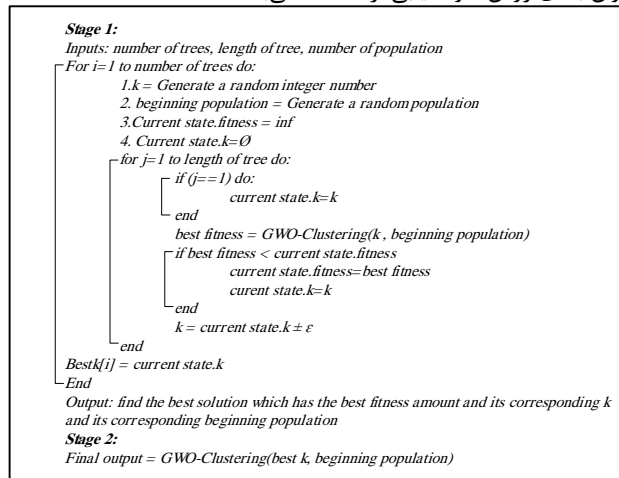 Stage 1:
Inputs: number of trees, length of tree, number of population
For i=1 to number of trees do:
1.k = Generate a random integer number
2. beginning population = Generate a random population
3.Current state.fitness = inf
4. Current state.k=Ø
for j=1 to length of tree do:
if (j==1) do:
current state.k=k
end
best fitness = GWO-Clustering(k , beginning population)
if best fitness < current state.fitness
current state.fitness=best fitness
curent state.k=k
end
k = current state.k ± ε
end
Bestk[i] = current state.k
End
Output: find the best solution which has the best fitness amount and its corresponding k
and its corresponding beginning population
Stage 2:
Final output = GWO-Clustering(best k, beginning population)